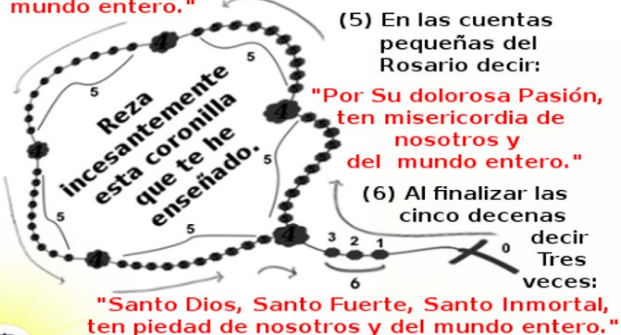 mundo entero."
(5) En las cuentas
pequeñas del
Rosario decir:
"Por Su dolorosa Pasión,
ten misericordia de
nosotros y
del mundo entero."
(6) Al finalizar las
cinco decenas
decir
Tres
veces:
"Santo Dios, Santo Fuerte, Santo Inmortal,
ten piedad de nosotros y del mundo entero."
Reza
incesantemente
esta coronilla
que te he
enseñado.
4
5
5
4
4
5
5
4
5
4
3 2 1
0
6